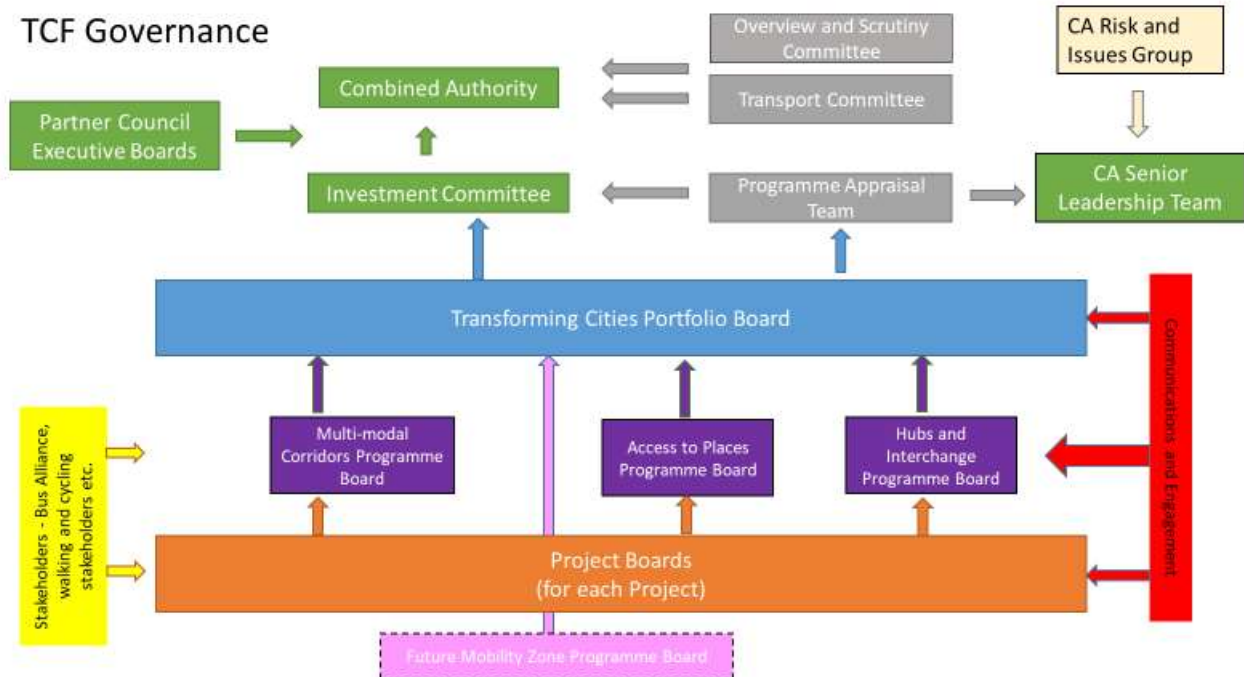 TCF Governance
Overview and Scrutiny
Committee
CA Risk and
Issues Group
Combined Authority
Transport Committee
Partner Council
Executive Boards
Investment Committee
Programme Appraisal
Team
CA Senior
Leadership Team
Transforming Cities Portfolio Board
Communications and Engagement
Stakeholders - Bus Alliance,
walking and cycling
stakeholders etc.
Multi-modal
Corridors Programme
Board
Access to Places
Programme Board
Hubs and
Interchange
Programme Board
Project Boards
(for each Project)
Future Mobility Zone Programme Board